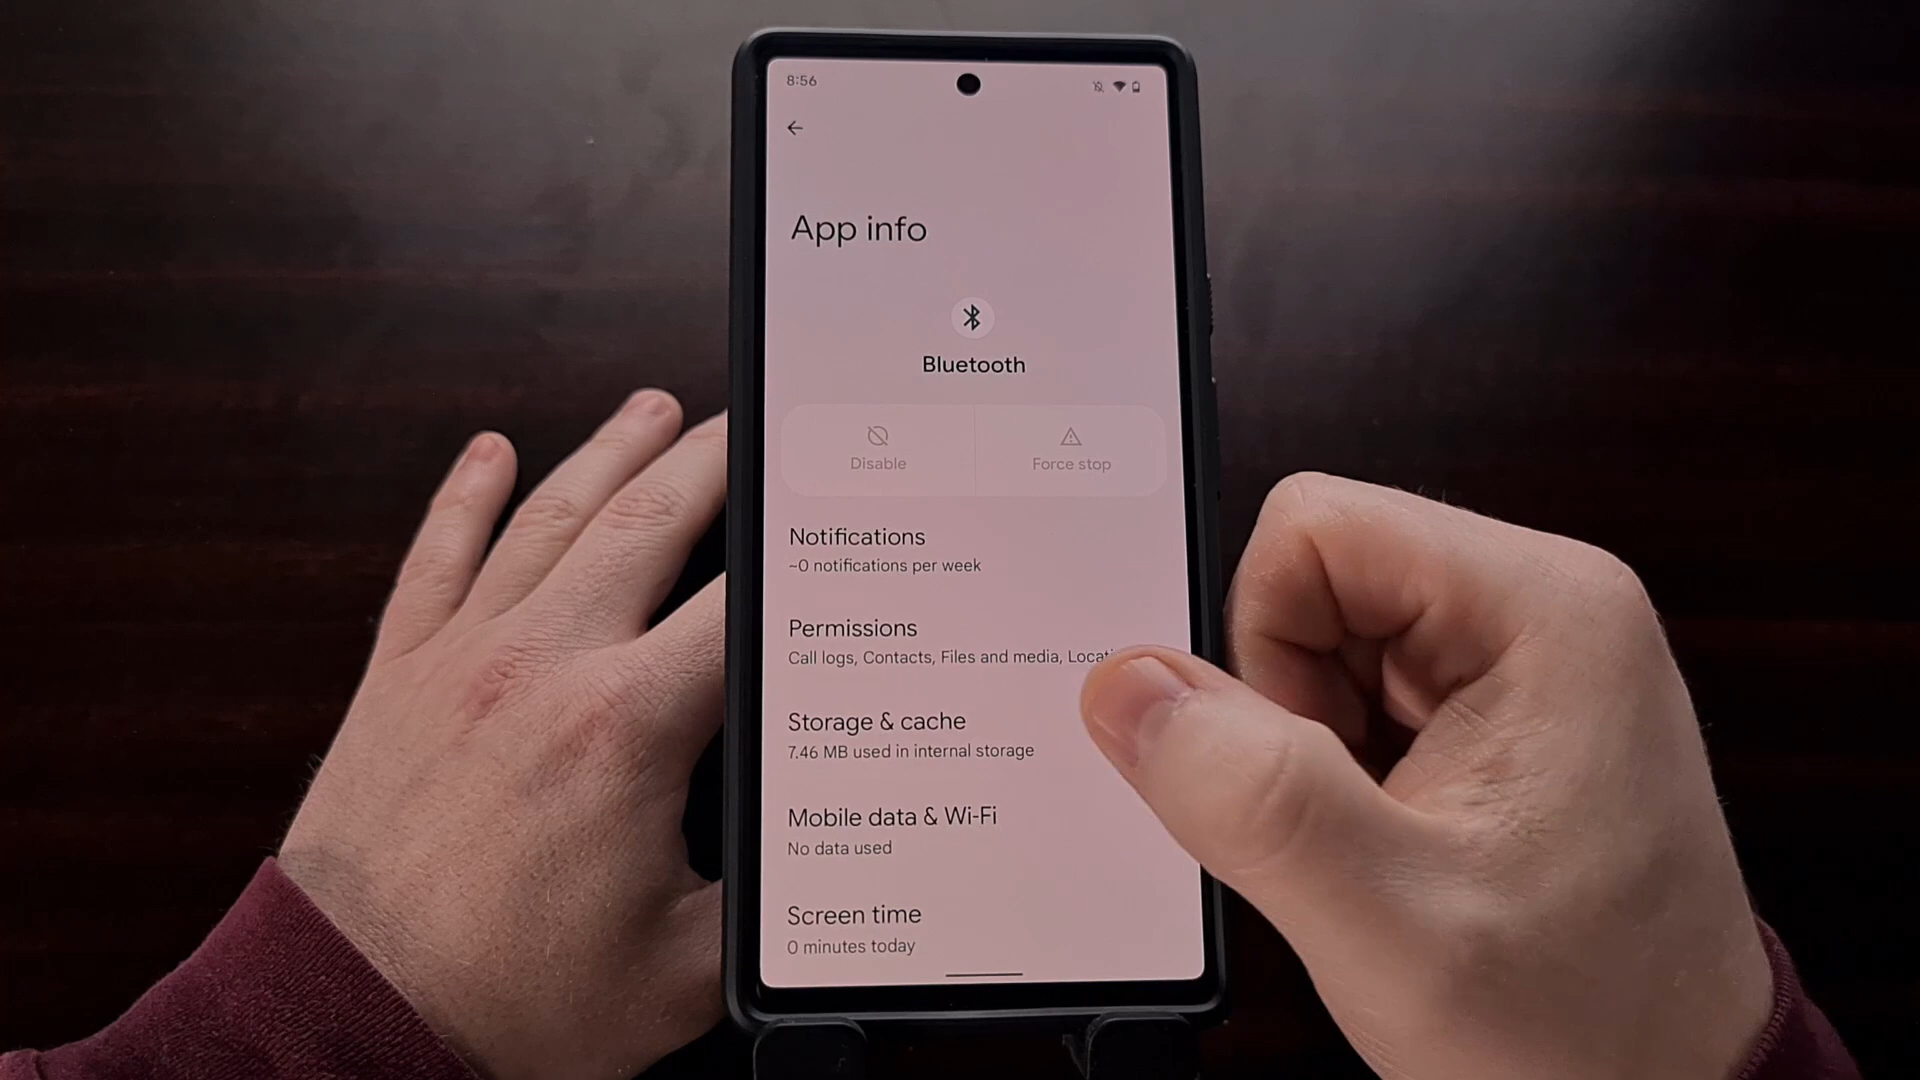 8:56
App info
Bluetooth
Disable
Force stop
Notifications
~0 notifications per week
Permissions
Call logs, Contacts, Files and media,
Storage & cache
7.46 MB used in internal storage
Mobile data & Wi-Fi
No data used
Screen time
0 minutes today